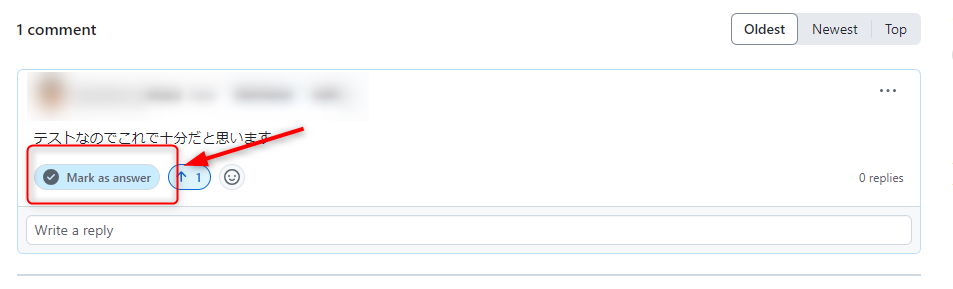 1 comment
Oldest Newest Top
テストなのでこれで十分だと思います
Mark as answer
1
0 replies
Write a reply